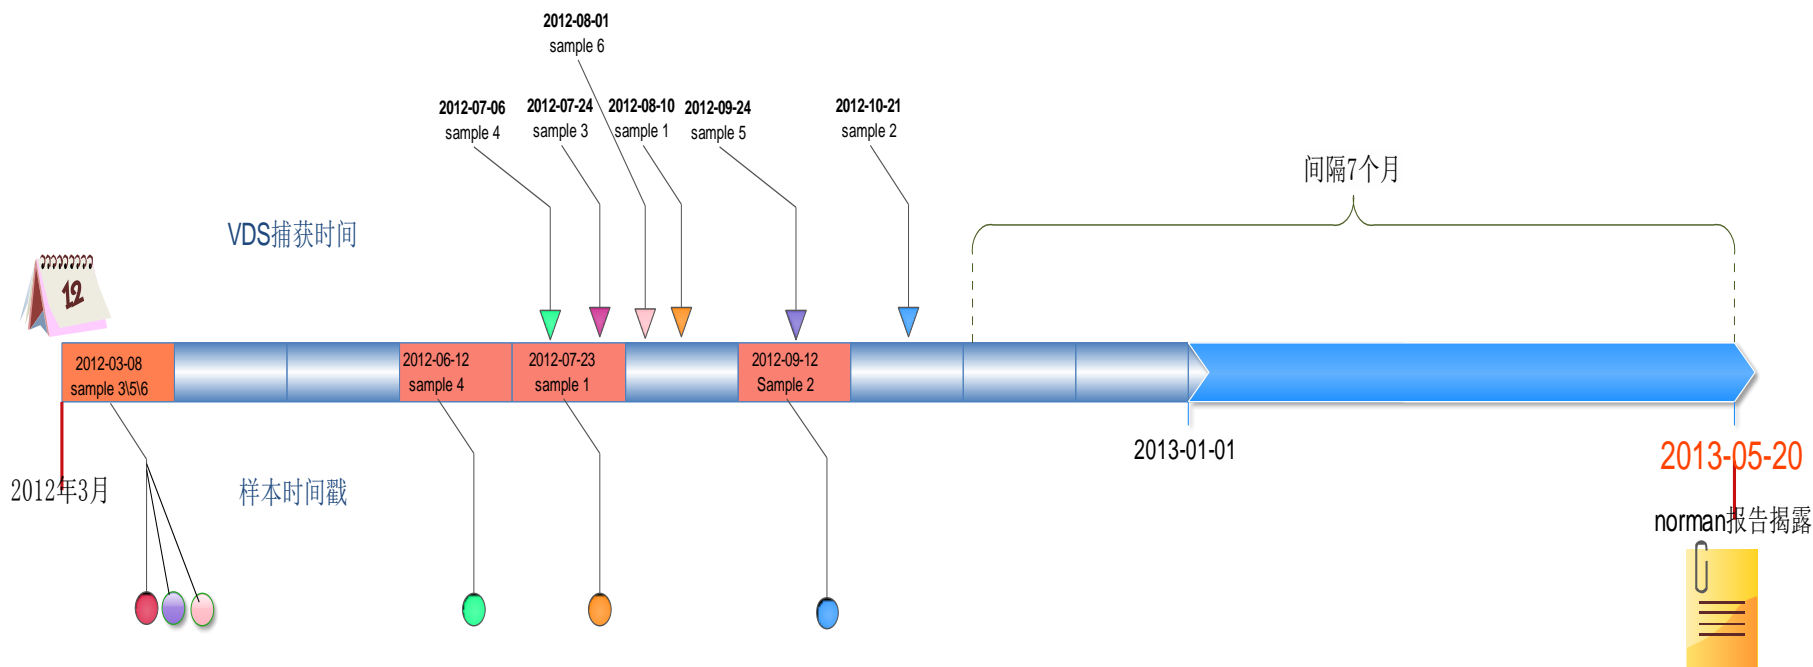 2012-08-01
sample 6
2012-07-06
sample 4
2012-07-24
sample 3
2012-08-10
sample 1
2012-09-24
sample 5
2012-10-21
sample 2
间隔7个月
VDS捕获时间
12
2012-03-08
sample 3\5\6
2012-06-12
sample 4
2012-07-23
sample 1
2012-09-12
Sample 2
2013-01-01
2013-05-20
2012年3月
样本时间戳
norman报告揭露